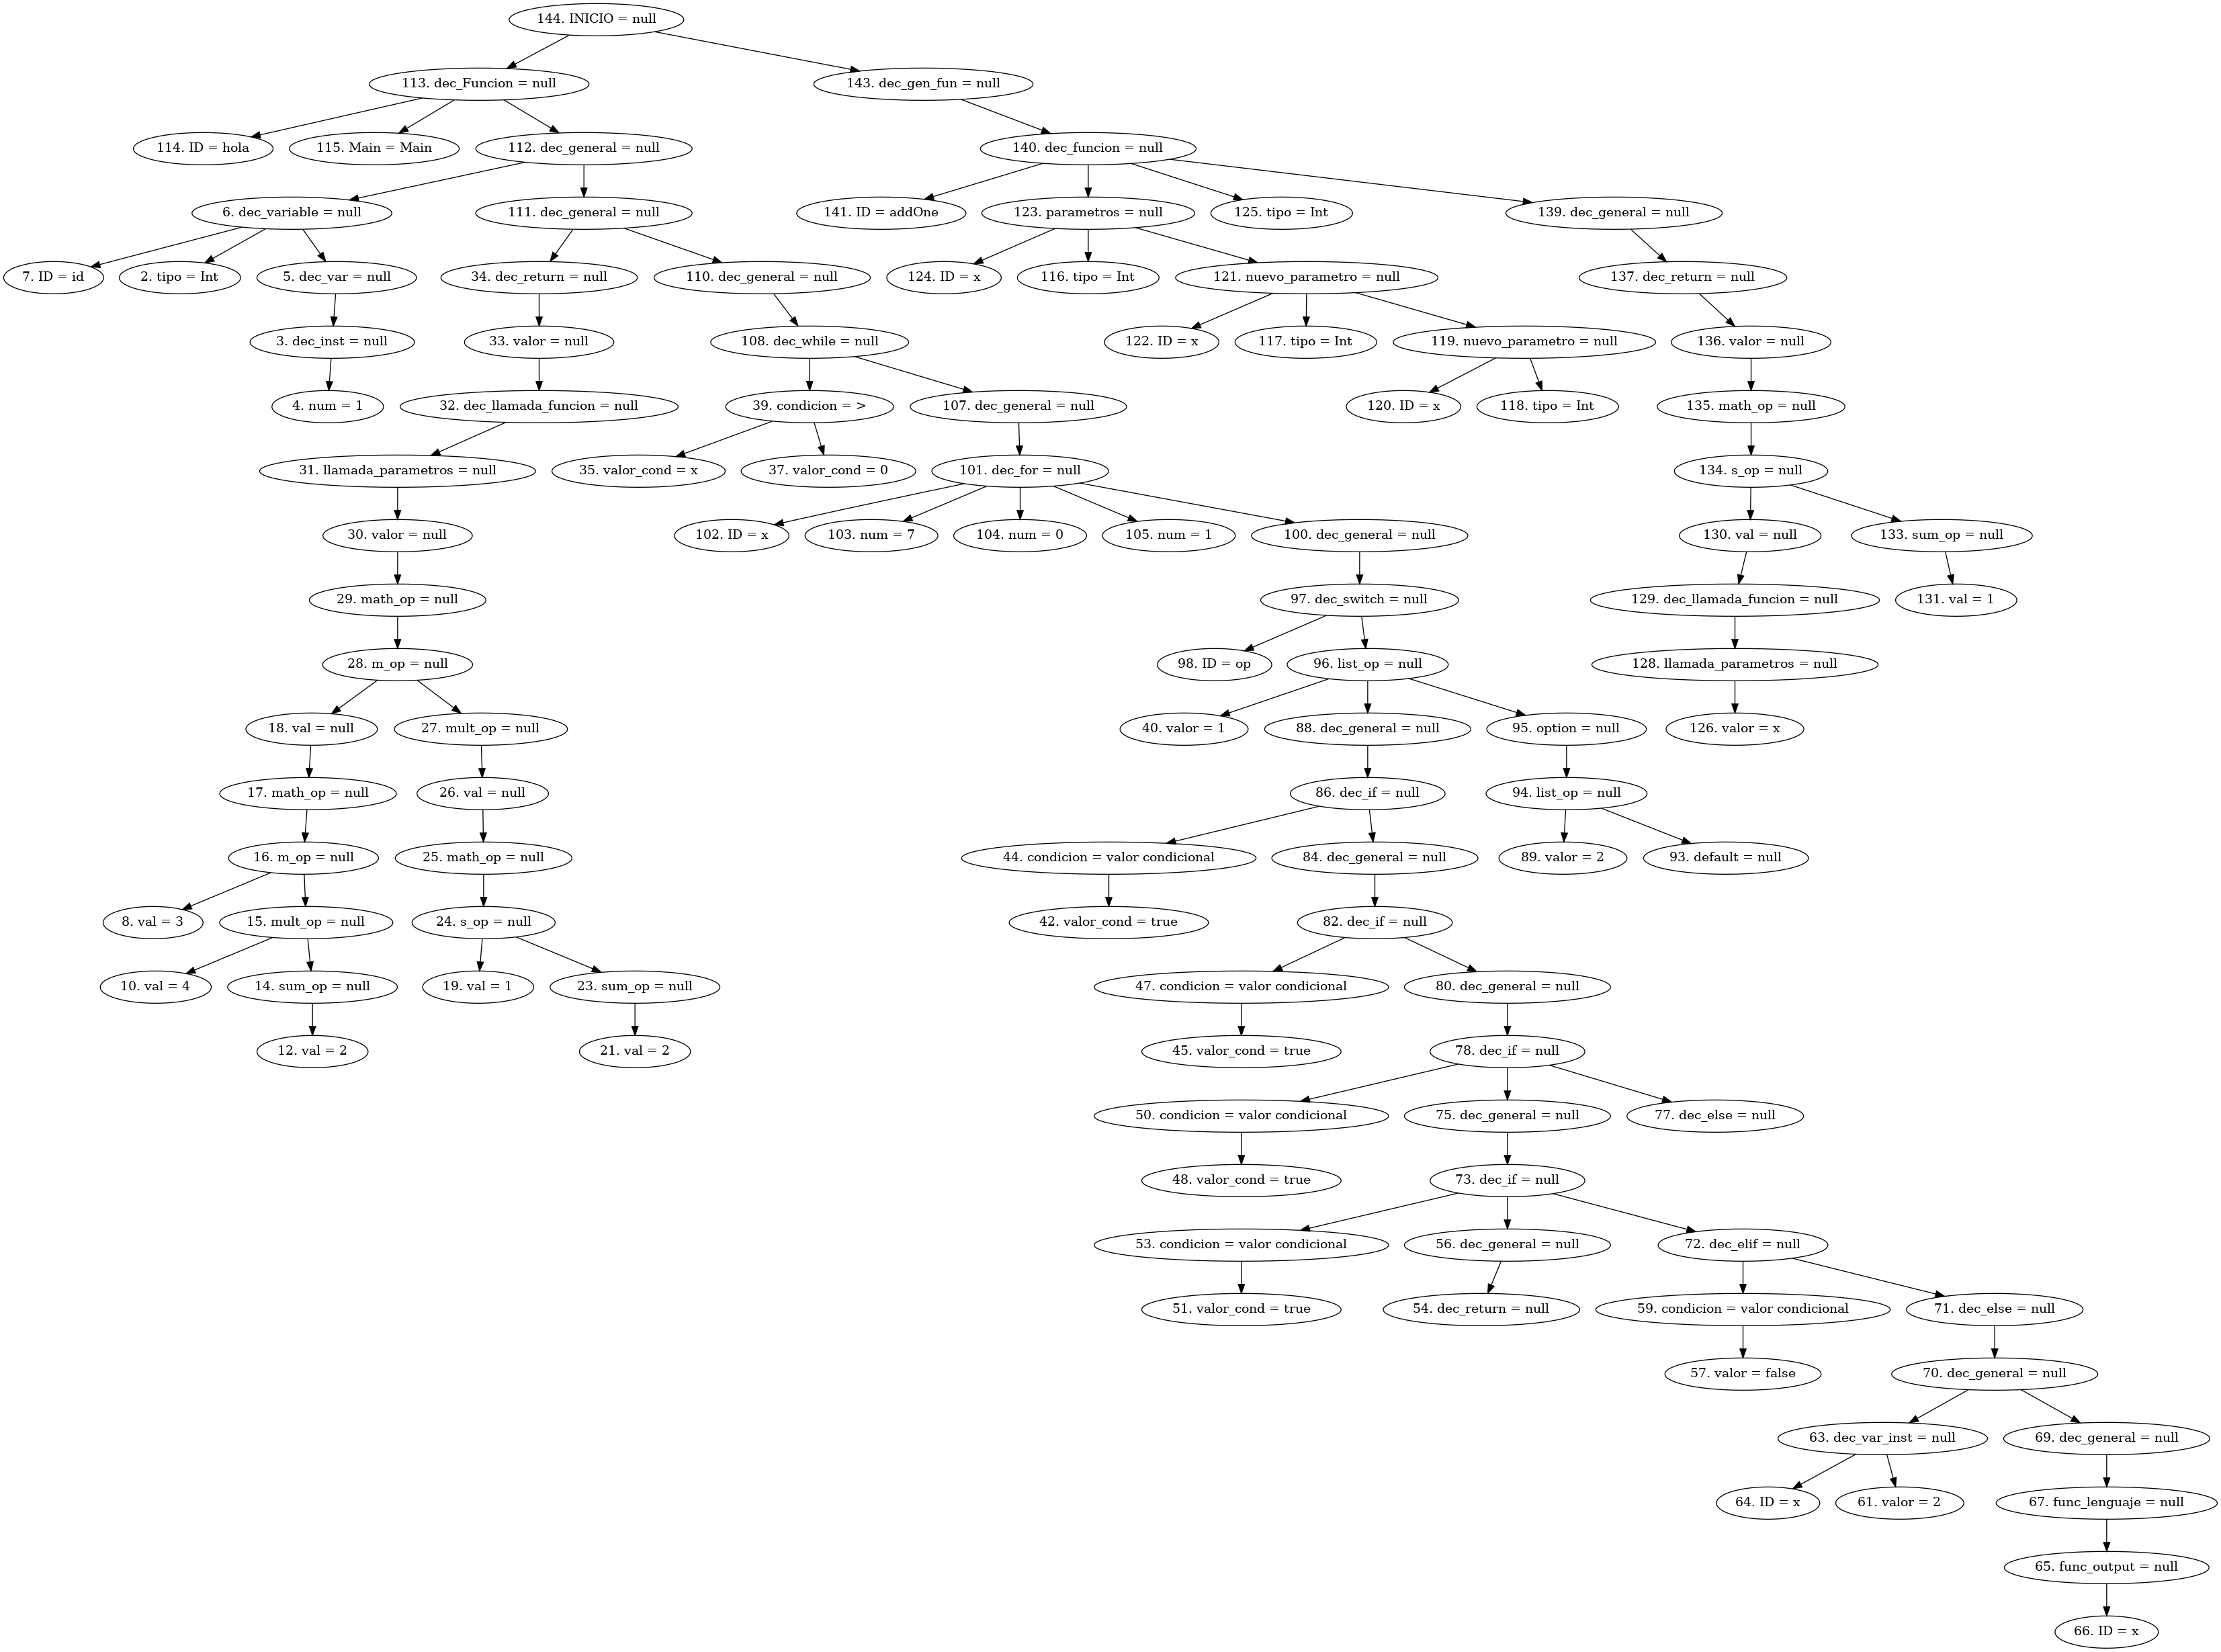 144. INICIO = null
113. dec_Funcion = null
143. dec_gen_fun = null
114. ID = hola
115. Main = Main
112. dec_general = null
140. dec_funcion = null
6. dec_variable = null
111. dec_general = null
141. ID = addOne
123. parametros = null
125. tipo = Int
139. dec_general = null
7. ID = id
2. tipo = Int
5. dec_var = null
34. dec_return = null
110. dec_general = null
124. ID = x
116. tipo = Int
121. nuevo_parametro = null
137. dec_return = null
3. dec_inst = null
33. valor = null
108. dec_while = null
122. ID = x
117. tipo = Int
119. nuevo_parametro = null
136. valor = null
4. num = 1
32. dec_llamada_funcion = null
39. condicion = >
107. dec_general = null
120. ID = x
118. tipo = Int
135. math_op = null
31. llamada_parametros = null
35. valor_cond = x
37. valor_cond = 0
101. dec_for = null
134. s_op = null
30. valor = null
102. ID = x
103. num = 7
104. num = 0
105. num = 1
100. dec_general = null
130. val = null
133. sum_op = null
29. math_op = null
97. dec_switch = null
129. dec_llamada_funcion = null
131. val = 1
28. m_op = null
98. ID = op
96. list_op = null
128. llamada_parametros = null
18. val = null
27. mult_op = null
40. valor = 1
88. dec_general = null
95. option = null
126. valor = x
17. math_op = null
26. val = null
86. dec_if = null
94. list_op = null
16. m_op = null
25. math_op = null
44. condicion = valor condicional
84. dec_general = null
89. valor = 2
93. default = null
8. val = 3
15. mult_op = null
24. s_op = null
42. valor_cond = true
82. dec_if = null
10. val = 4
14. sum_op = null
19. val = 1
23. sum_op = null
47. condicion = valor condicional
80. dec_general = null
12. val = 2
21. val = 2
45. valor_cond = true
78. dec_if = null
50. condicion = valor condicional
75. dec_general = null
77. dec_else = null
48. valor_cond = true
73. dec_if = null
53. condicion = valor condicional
56. dec_general = null
72. dec_elif = null
51. valor_cond = true
54. dec_return = null
59. condicion = valor condicional
71. dec_else = null
57. valor = false
70. dec_general = null
63. dec_var_inst = null
69. dec_general = null
64. ID = x
61. valor = 2
67. func_lenguaje = null
65. func_output = null
66. ID = x